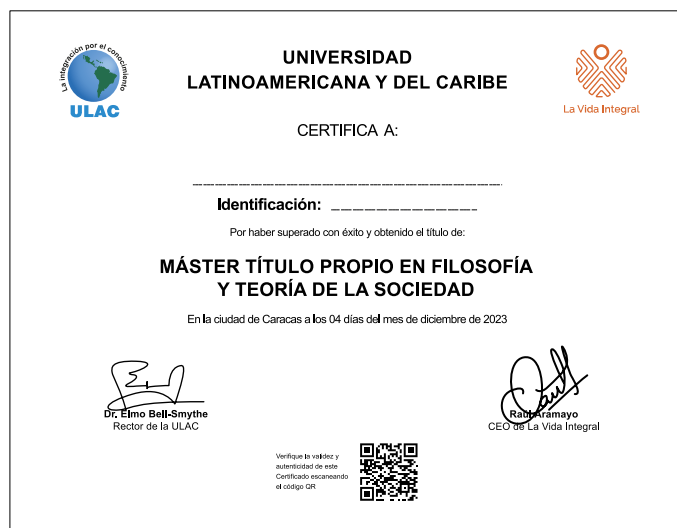 La integración por el conocimiento
ULAC
UNIVERSIDAD
LATINOAMERICANA Y DEL CARIBE
La Vida Integral
CERTIFICA A:
Identificación:
Por haber superado con éxito y obtenido el título de:
MÁSTER TÍTULO PROPIO EN FILOSOFÍA
Y TEORÍA DE LA SOCIEDAD
En la ciudad de Caracas a los 04 días del mes de diciembre de 2023
Dr. Elmo Bell-Smythe
Rector de la ULAC
Raúl Aramayo
CEO de La Vida Integral
Verifique la validez y
autenticidad de este
Certificado escaneando
el código QR